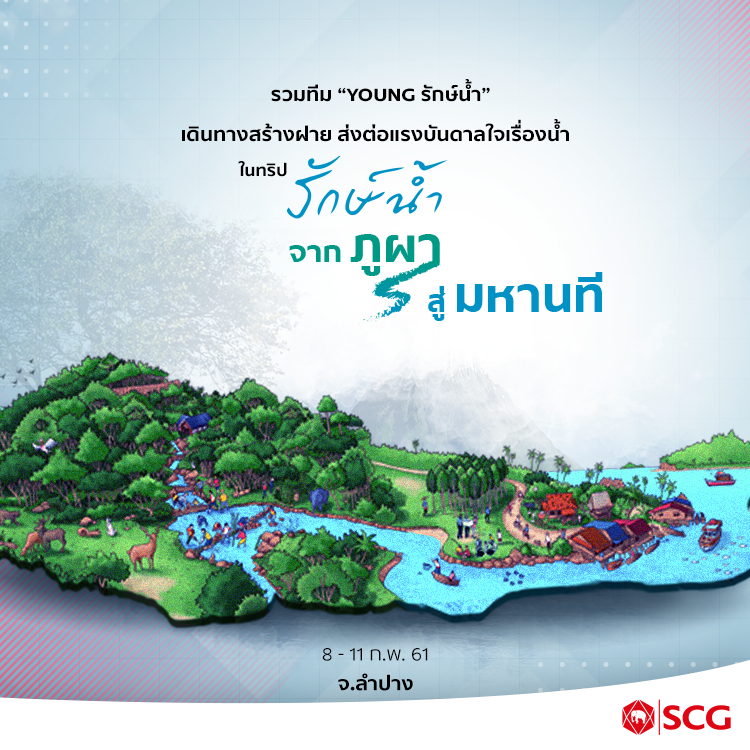 รวมทีม “YOUNG รักษ์น้ำ”
เดินทางสร้างฝาย ส่งต่อแรงบันดาลใจเรื่องน้ำ
ในทริป รักษ์น้ำ
จาก ภูผา
สู่ มหานที
8 - 11 ก.พ. 61
จ.ลำปาง
SCG